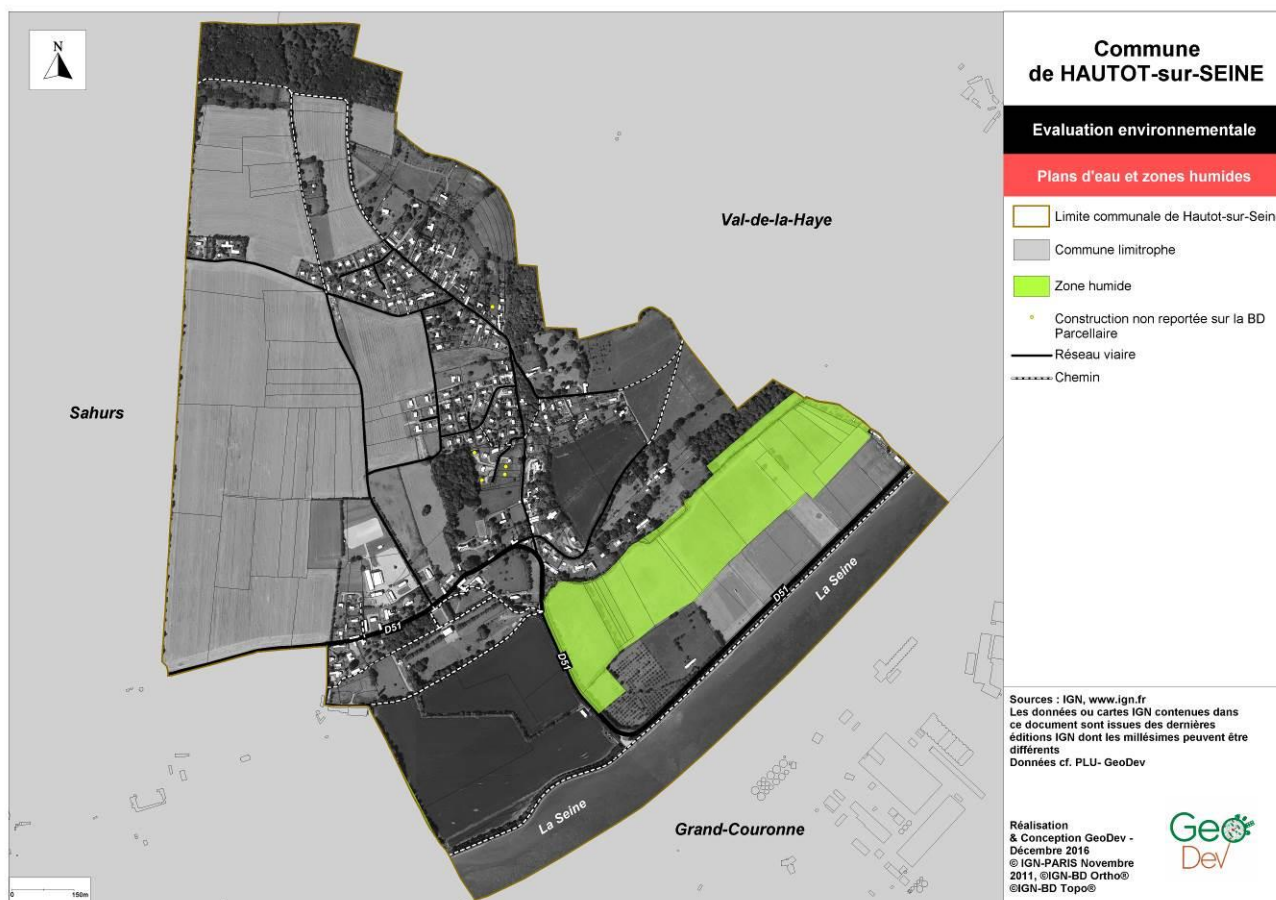 N
Commune
de HAUTOT-sur-SEINE
Evaluation environnementale
Plans d'eau et zones humides
Limite communale de Hautot-sur-Sein
Commune limitrophe
Zone humide
Construction non reportée sur la BD
Parcellaire
Réseau viaire
Chemin
Val-de-la-Haye
Sahurs
La Seine
D51
D51
D51
La Seine
Grand-Couronne
0
150m
Sources : IGN, www.ign.fr
Les données ou cartes IGN contenues dans
ce document sont issues des dernières
éditions IGN dont les millésimes peuvent être
différents
Données cf. PLU- GeoDev
Réalisation
& Conception GeoDev -
Décembre 2016
© IGN-PARIS Novembre
2011, ©IGN-BD Ortho®
©IGN-BD Topo®
Geo
Dev